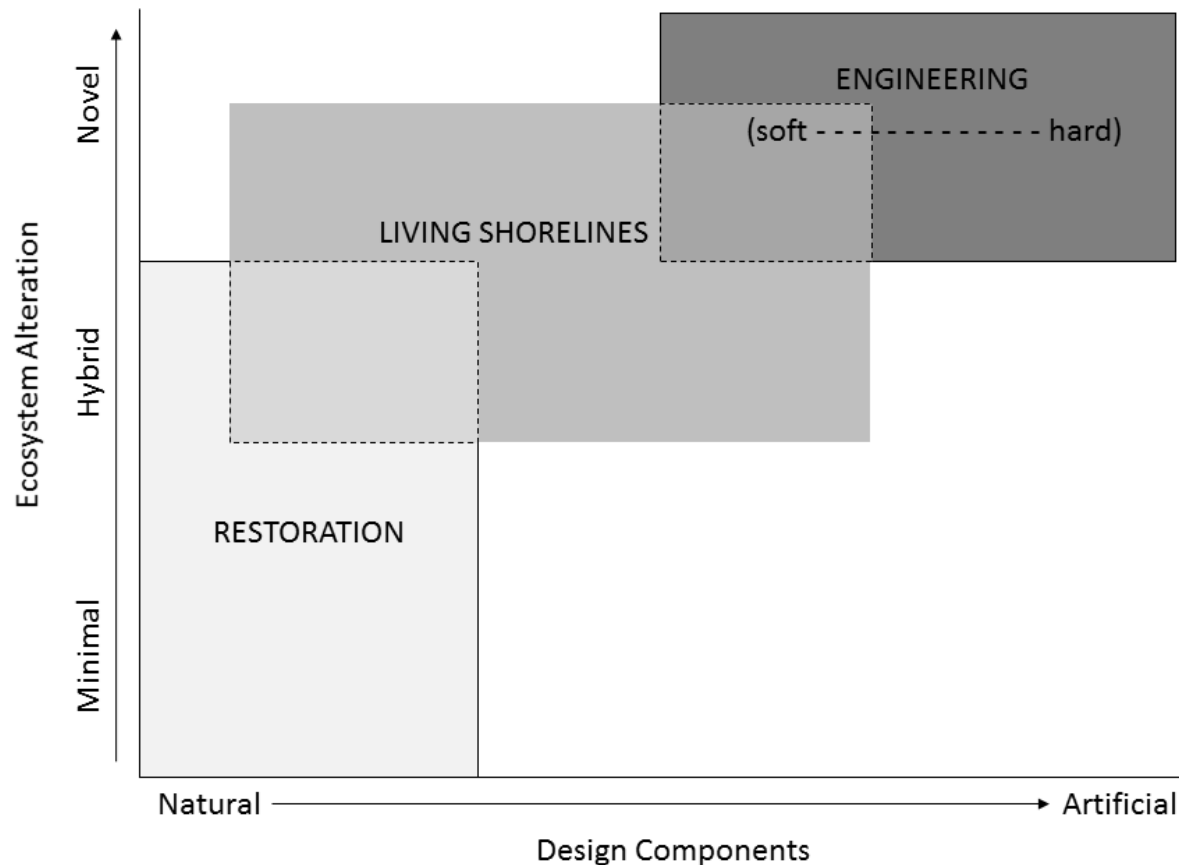 ENGINEERING
(soft - - - - - - - - - - - - - hard)
LIVING SHORELINES
RESTORATION
Ecosystem Alteration
Novel
Hybrid
Minimal
Natural
Artificial
Design Components